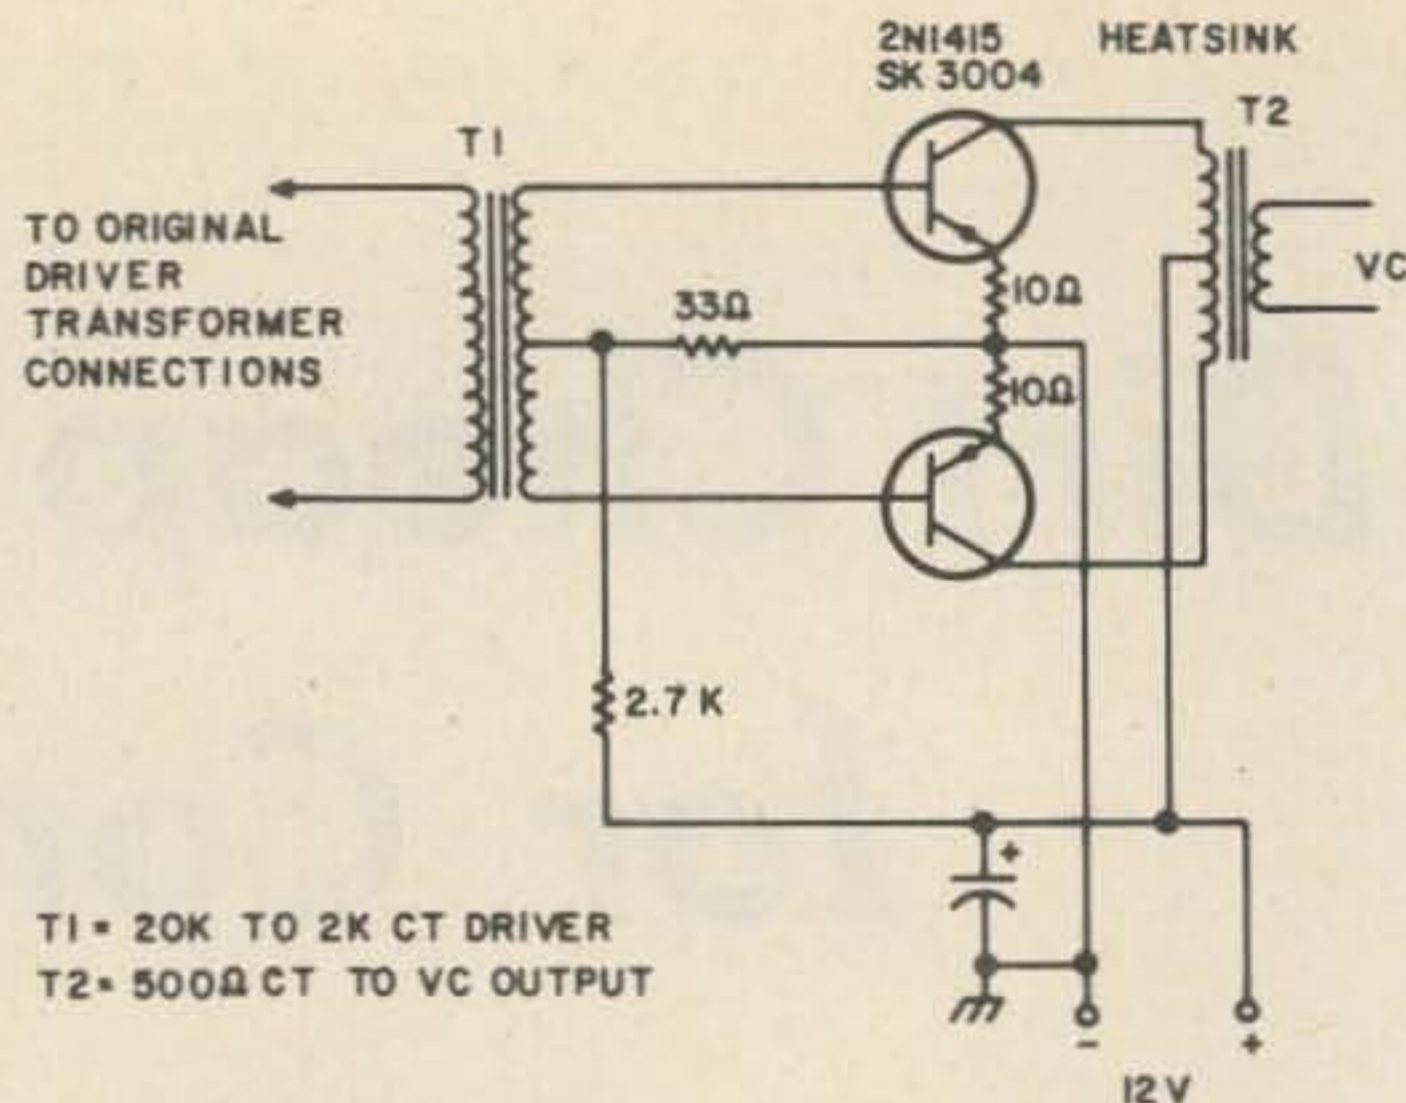 2N1415 HEATSINK
SK 3004
T2
T1
TO ORIGINAL
DRIVER
TRANSFORMER
CONNECTIONS
VC
10Ω
33Ω
10Ω
2.7 K
+
T1 = 20K TO 2K CT DRIVER
T2 = 500Ω CT TO VC OUTPUT
- +
12V